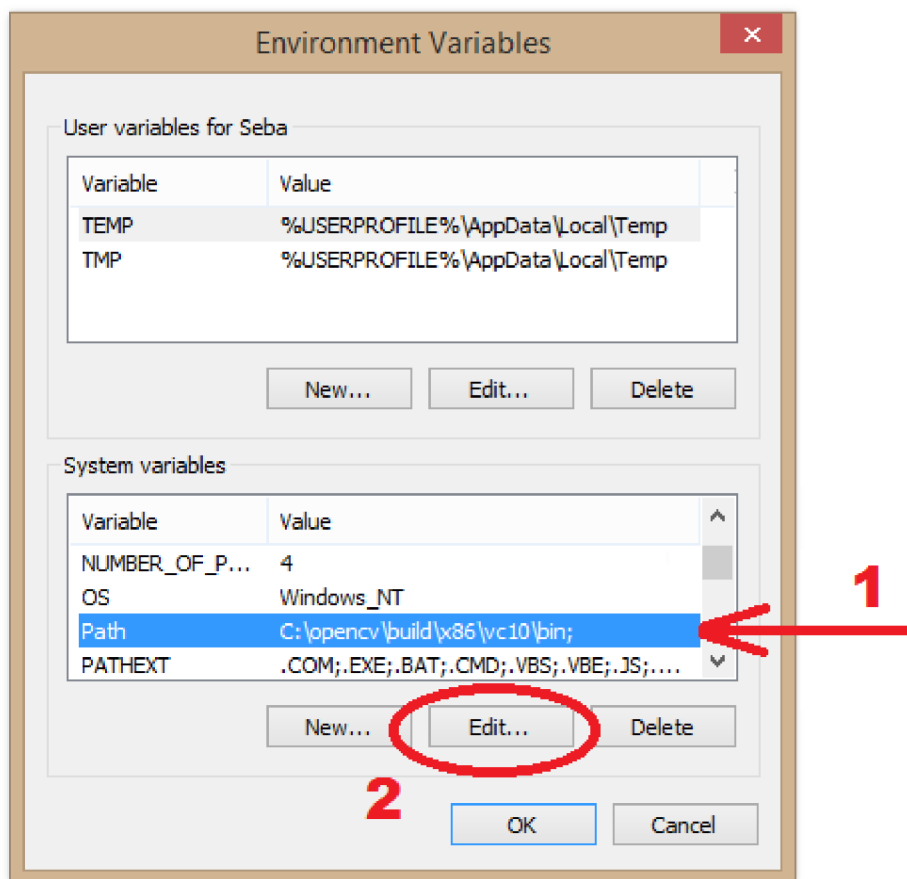 Environment Variables
User variables for Seba
Variable Value
TEMP %USERPROFILE%\AppData\Local\Temp
TMP %USERPROFILE%\AppData\Local\Temp
New... Edit... Delete
System variables
Variable Value
NUMBER_OF_P... 4
OS Windows_NT
Path C:\opencv\build\x86\vc10\bin;
1
PATHEXT .COM;.EXE;.BAT;.CMD;.VBS;.VBE;.JS;....
New... Edit... Delete
2
OK Cancel